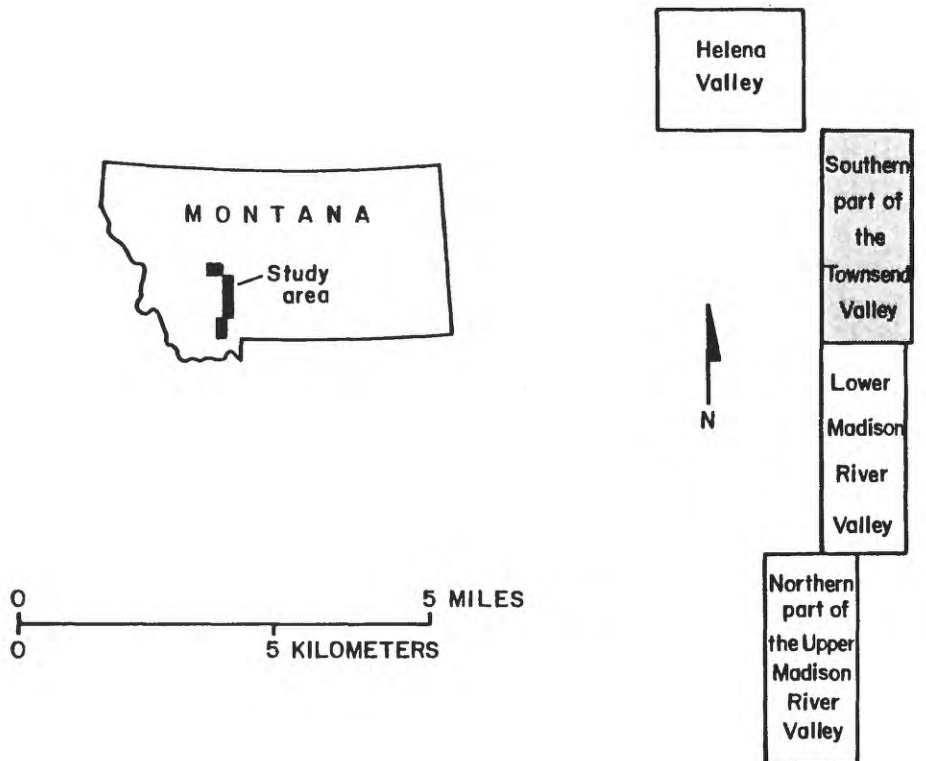 Helena
Valley
Southern
part of
the
Townsend
Valley
MONTANA
Study
area
Lower
Madison
River
Valley
N
Northern
part of
the Upper
Madison
River
Valley
0 5 MILES
0 5 KILOMETERS